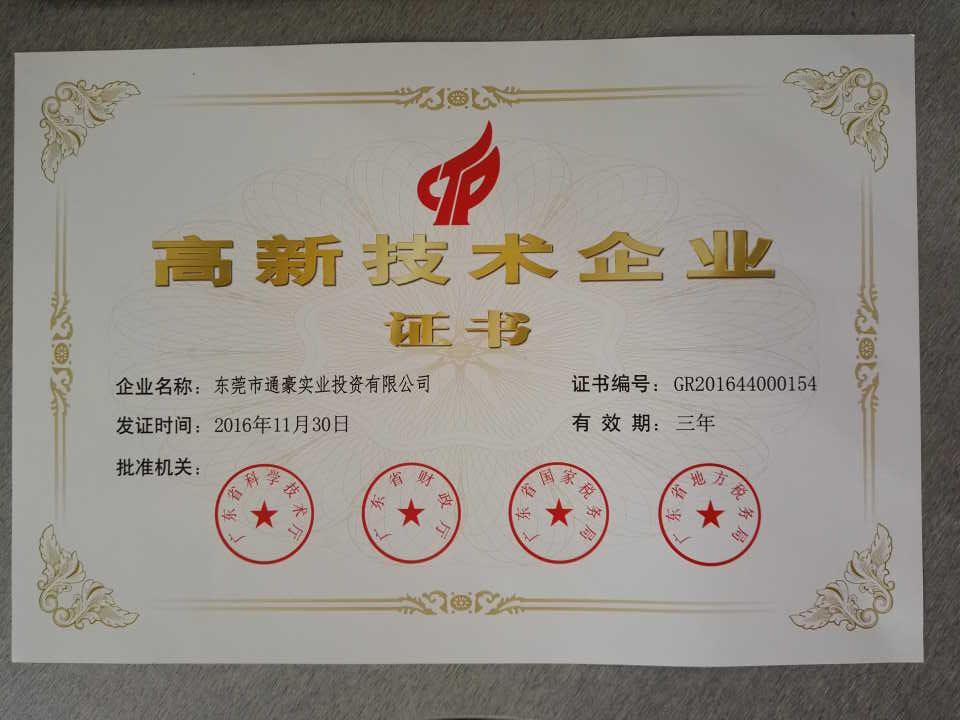 CTP
高新技术企业
证书
企业名称：东莞市通豪实业投资有限公司
证书编号：GR201644000154
发证时间：2016年11月30日
有效期：三年
批准机关：
广东省科学技术厅
广东省财政厅
广东省国家税务局
广东省地方税务局